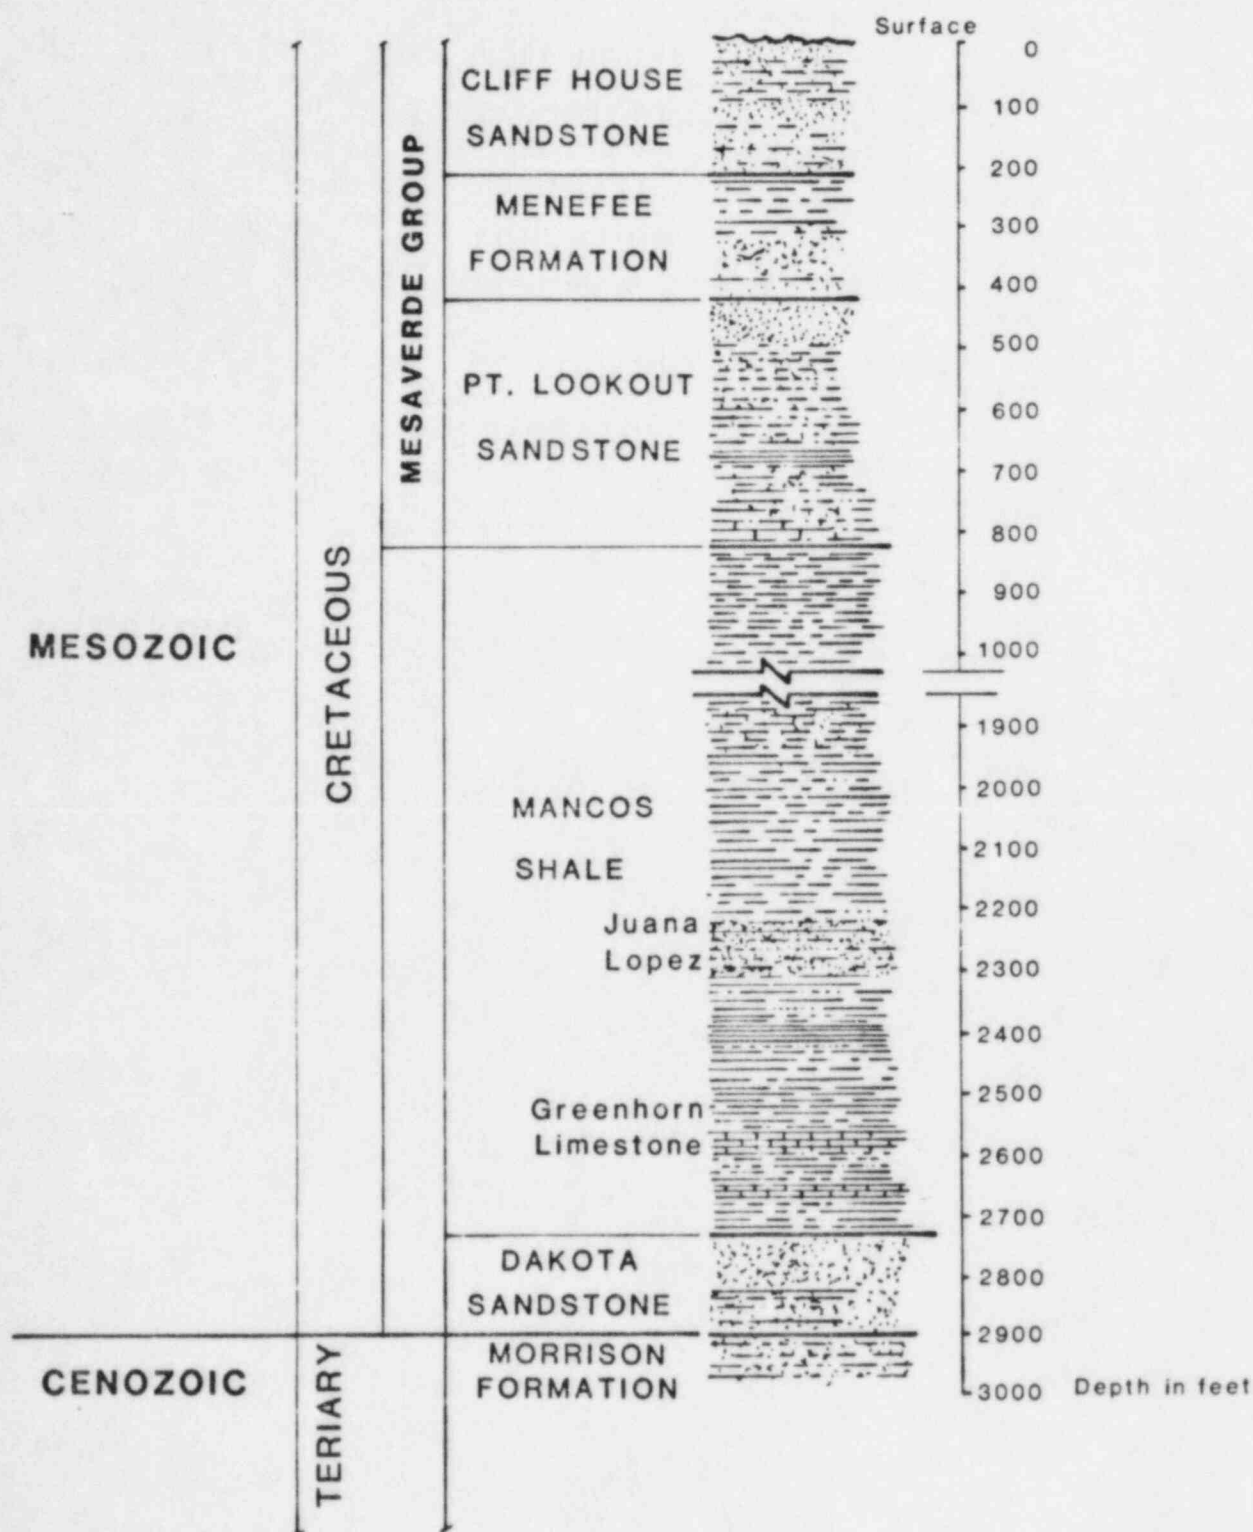 Surface
0
CLIFF HOUSE
SANDSTONE
100
200
MENEFEE
FORMATION
300
400
PT. LOOKOUT
SANDSTONE
500
600
700
800
MESAVERDE GROUP
900
1000
MESOZOIC
CRETACEOUS
1900
2000
MANCOS
SHALE
2100
2200
Juana
Lopez
2300
2400
2500
Greenhorn
Limestone
2600
2700
DAKOTA
SANDSTONE
2800
2900
CENOZOIC
TERIARY
MORRISON
FORMATION
3000 Depth in feet